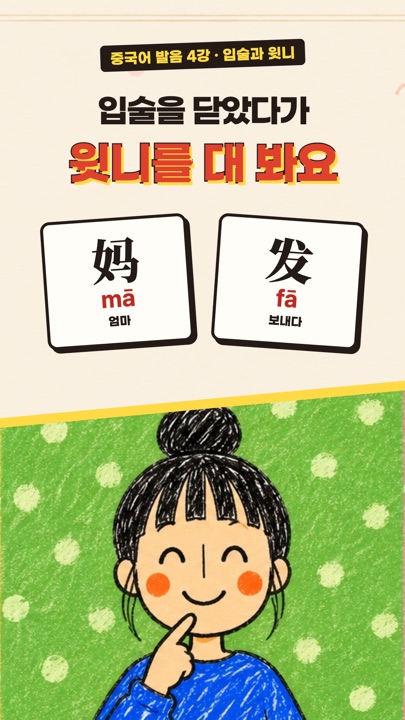 중국어 발음 4강 · 입술과 윗니
입술을 닫았다가
윗니를 대 봐요
妈
mā
엄마
发
fā
보내다